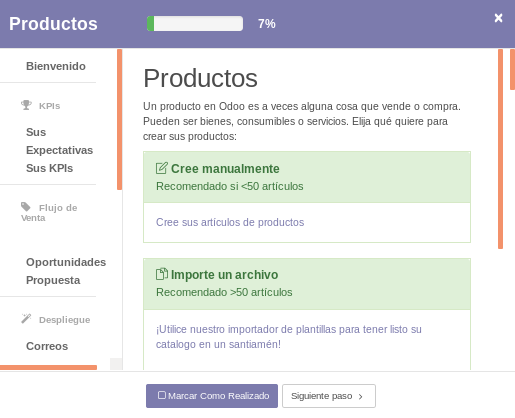 Productos
7%
×
Bienvenido
KPIs
Sus
Expectativas
Sus KPIs
Flujo de
Venta
Oportunidades
Propuesta
Despliegue
Correos
Productos
Un producto en Odoo es a veces alguna cosa que vende o compra.
Pueden ser bienes, consumibles o servicios. Elija qué quiere para
crear sus productos:
Cree manualmente
Recomendado si <50 artículos
Cree sus artículos de productos
Importe un archivo
Recomendado >50 artículos
¡Utilice nuestro importador de plantillas para tener listo su
catalogo en un santiamén!
Marcar Como Realizado
Siguiente paso ›